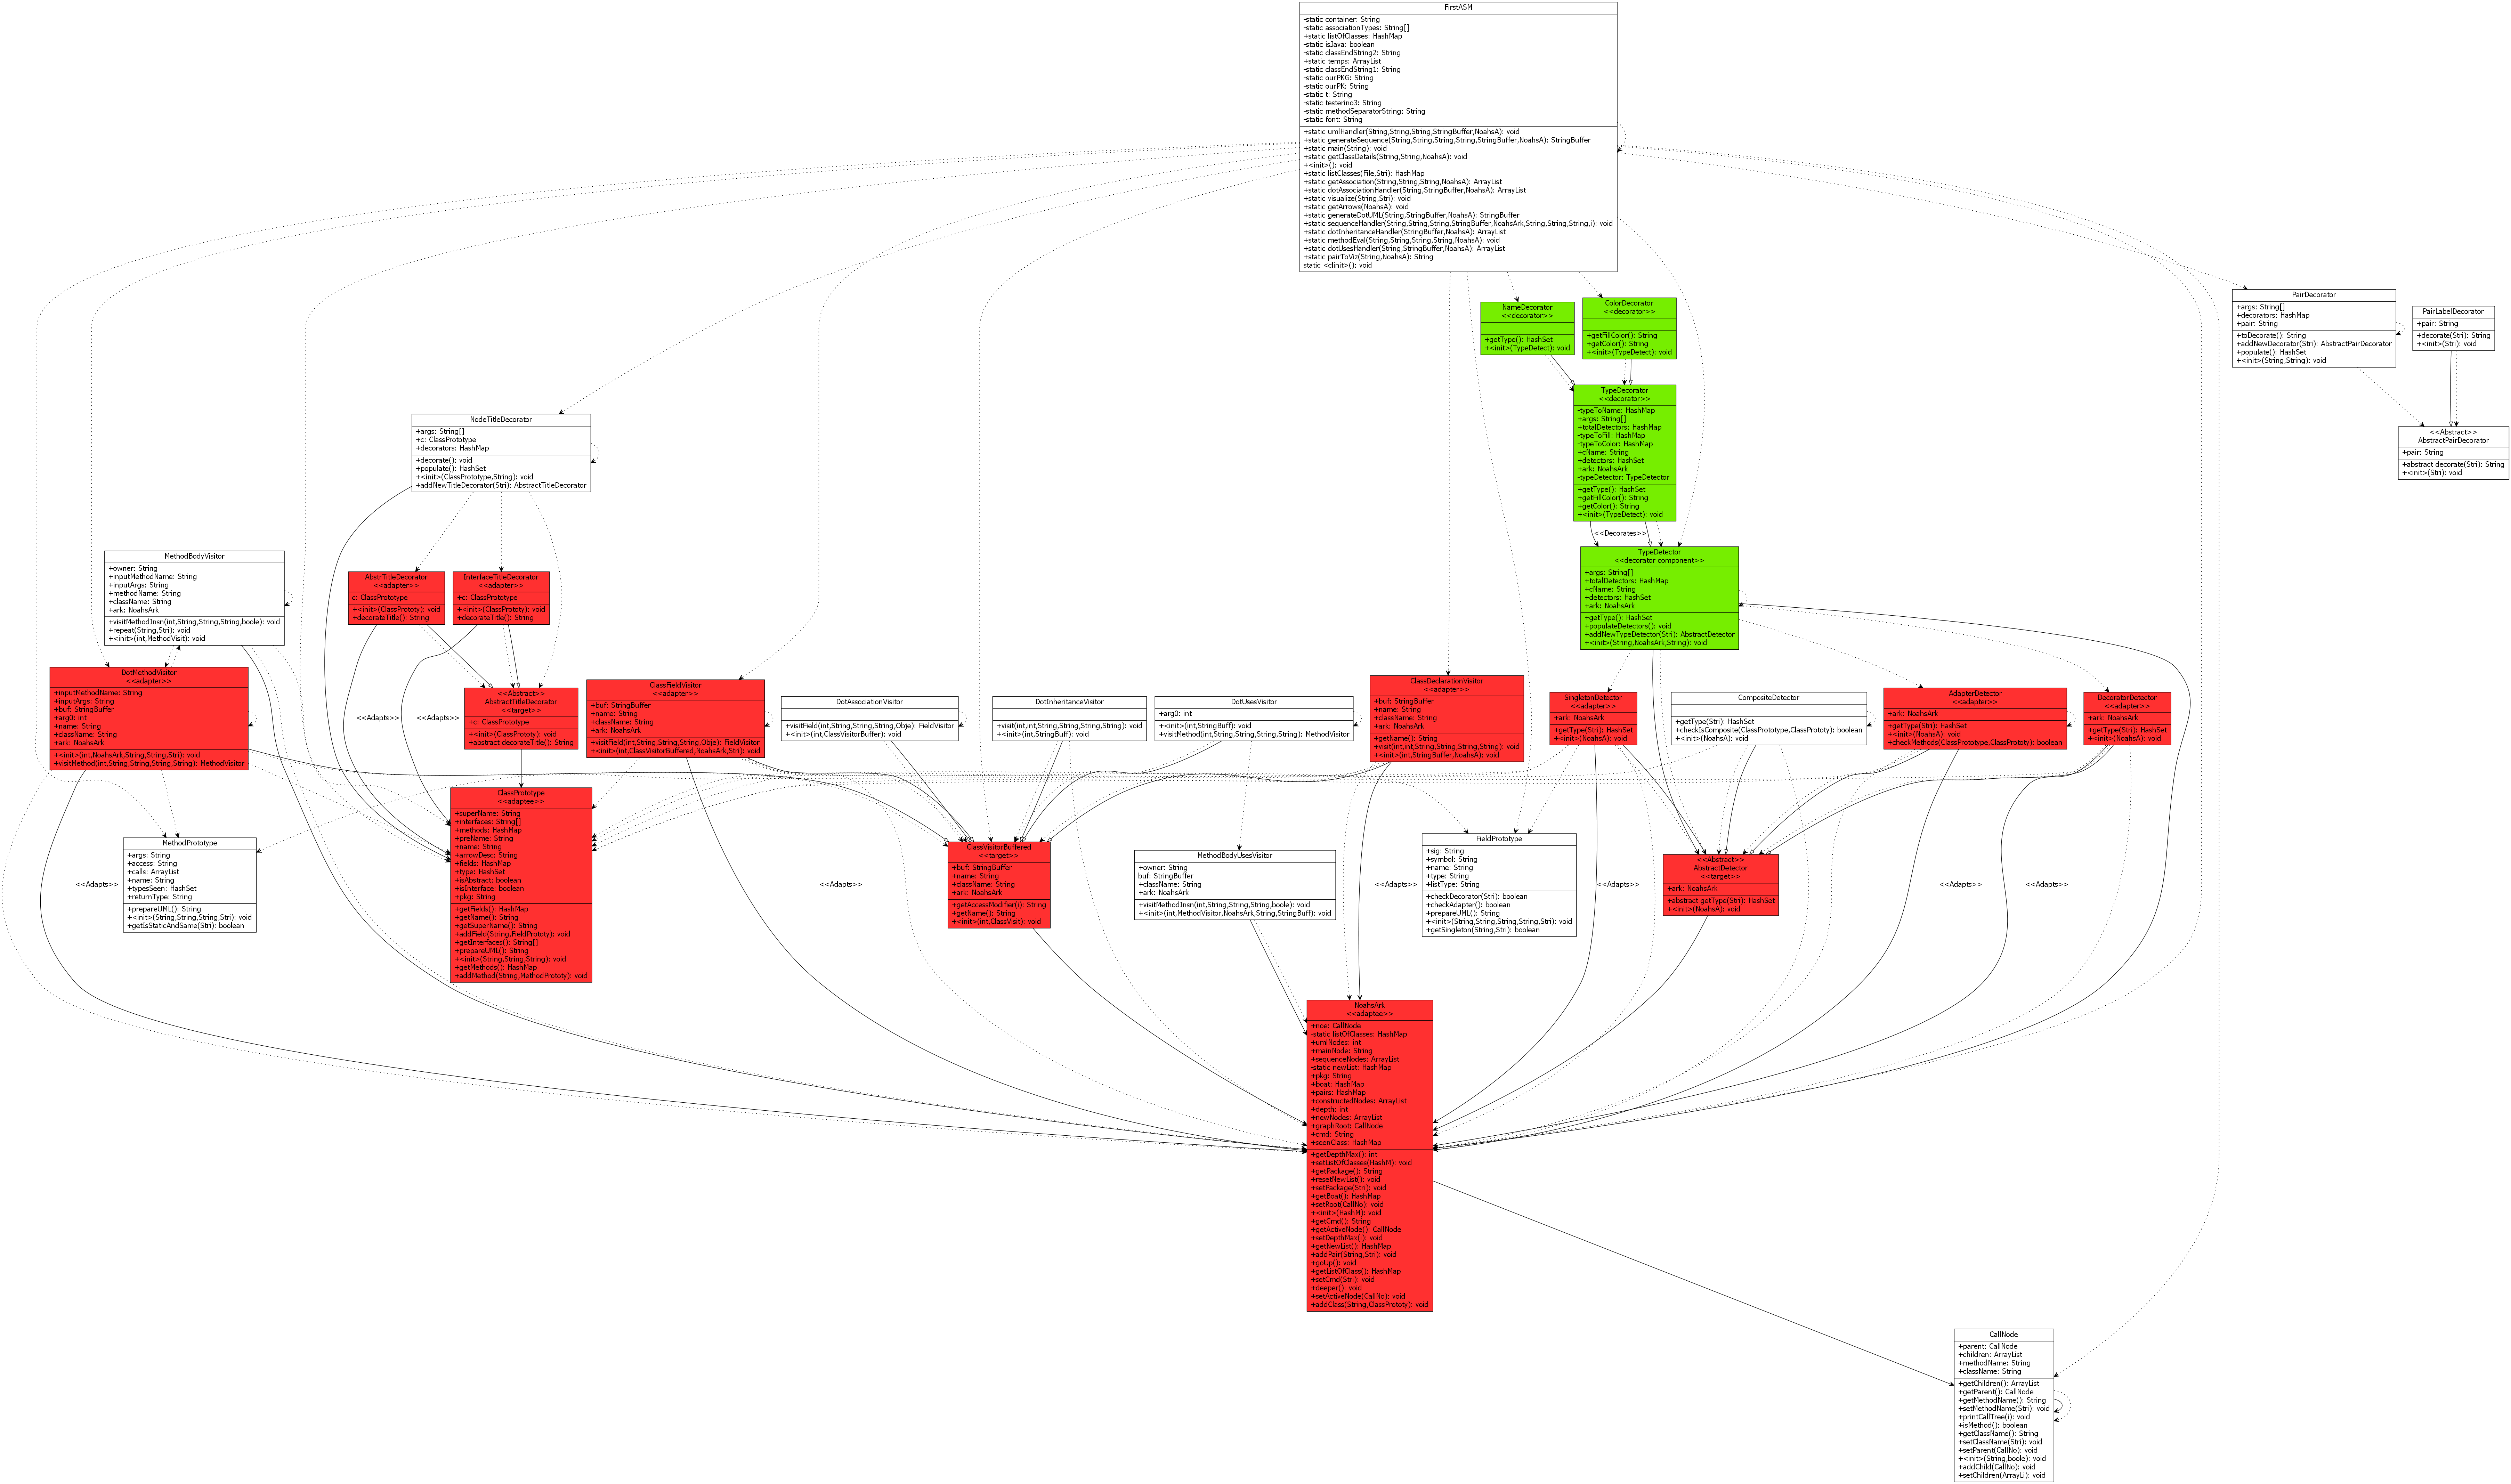 FirstASM
-static container: String
-static associationTypes: String[]
+static listOfClasses: HashMap
-static isJava: boolean
-static classEndString2: String
+static temps: ArrayList
-static classEndString1: String
-static ourPKG: String
-static ourPK: String
-static t: String
-static testerino3: String
-static methodSeparatorString: String
-static font: String
+static umlHandler(String,String,String,StringBuffer,NoahsA): void
+static generateSequence(String,String,String,String,StringBuffer,NoahsA): StringBuffer
+static main(String): void
+static getClassDetails(String,String,NoahsA): void
+<init>(): void
+static listClasses(File,Stri): HashMap
+static getAssociation(String,String,String,NoahsA): ArrayList
+static dotAssociationHandler(String,StringBuffer,NoahsA): ArrayList
+static visualize(String,Stri): void
+static getArrows(NoahsA): void
+static generateDotUML(String,StringBuffer,NoahsA): StringBuffer
+static sequenceHandler(String,String,String,StringBuffer,NoahsArk,String,String,String,i): void
+static dotInheritanceHandler(StringBuffer,NoahsA): ArrayList
+static methodEval(String,String,String,String,NoahsA): void
+static dotUsesHandler(String,StringBuffer,NoahsA): ArrayList
+static pairToViz(String,NoahsA): String
static <clinit>(): void
NameDecorator
<<decorator>>
+getType(): HashSet
+<init>(TypeDetect): void
ColorDecorator
<<decorator>>
+getFillColor(): String
+getColor(): String
+<init>(TypeDetect): void
PairDecorator
+args: String[]
+decorators: HashMap
+pair: String
+toDecorate(): String
+addNewDecorator(Stri): AbstractPairDecorator
+populate(): HashSet
+<init>(String,String): void
PairLabelDecorator
+pair: String
+decorate(Stri): String
+<init>(Stri): void
TypeDecorator
<<decorator>>
-typeToName: HashMap
+args: String[]
+totalDetectors: HashMap
-typeToFill: HashMap
-typeToColor: HashMap
+cName: String
+detectors: HashSet
+ark: NoahsArk
-typeDetector: TypeDetector
+getType(): HashSet
+getFillColor(): String
+getColor(): String
+<init>(TypeDetect): void
<<Abstract>>
AbstractPairDecorator
+pair: String
+abstract decorate(Stri): String
+<init>(Stri): void
NodeTitleDecorator
+args: String[]
+c: ClassPrototype
+decorators: HashMap
+decorate(): void
+populate(): HashSet
+<init>(ClassPrototype,String): void
+addNewTitleDecorator(Stri): AbstractTitleDecorator
<<Decorates>>
MethodBodyVisitor
+owner: String
+inputMethodName: String
+inputArgs: String
+methodName: String
+className: String
+ark: NoahsArk
+visitMethodInsn(int,String,String,String,boole): void
+repeat(String,Stri): void
+<init>(int,MethodVisit): void
AbstrTitleDecorator
<<adapter>>
c: ClassPrototype
+<init>(ClassPrototy): void
+decorateTitle(): String
InterfaceTitleDecorator
<<adapter>>
+c: ClassPrototype
+<init>(ClassPrototy): void
+decorateTitle(): String
TypeDetector
<<decorator component>>
+args: String[]
+totalDetectors: HashMap
+cName: String
+detectors: HashSet
+ark: NoahsArk
+getType(): HashSet
+populateDetectors(): void
+addNewTypeDetector(Stri): AbstractDetector
+<init>(String,NoahsArk,String): void
DotMethodVisitor
<<adapter>>
+inputMethodName: String
+inputArgs: String
+buf: StringBuffer
+arg0: int
+name: String
+className: String
+ark: NoahsArk
+<init>(int,NoahsArk,String,String,Stri): void
+visitMethod(int,String,String,String,String): MethodVisitor
<<Adapts>>
<<Adapts>>
<<Abstract>>
AbstractTitleDecorator
<<target>>
+c: ClassPrototype
+<init>(ClassPrototy): void
+abstract decorateTitle(): String
ClassFieldVisitor
<<adapter>>
+buf: StringBuffer
+name: String
+className: String
+ark: NoahsArk
+visitField(int,String,String,String,Obje): FieldVisitor
+<init>(int,ClassVisitorBuffered,NoahsArk,Stri): void
DotAssociationVisitor
+visitField(int,String,String,String,Obje): FieldVisitor
+<init>(int,ClassVisitorBuffer): void
DotInheritanceVisitor
+visit(int,int,String,String,String,String): void
+<init>(int,StringBuff): void
DotUsesVisitor
+arg0: int
+<init>(int,StringBuff): void
+visitMethod(int,String,String,String,String): MethodVisitor
ClassDeclarationVisitor
<<adapter>>
+buf: StringBuffer
+name: String
+className: String
+ark: NoahsArk
+getName(): String
+visit(int,int,String,String,String,String): void
+<init>(int,StringBuffer,NoahsA): void
SingletonDetector
<<adapter>>
+ark: NoahsArk
+getType(Stri): HashSet
+<init>(NoahsA): void
CompositeDetector
+getType(Stri): HashSet
+checkIsComposite(ClassPrototype,ClassPrototy): boolean
+<init>(NoahsA): void
AdapterDetector
<<adapter>>
+ark: NoahsArk
+getType(Stri): HashSet
+<init>(NoahsA): void
+checkMethods(ClassPrototype,ClassPrototy): boolean
DecoratorDetector
<<adapter>>
+ark: NoahsArk
+getType(Stri): HashSet
+<init>(NoahsA): void
ClassPrototype
<<adaptee>>
+superName: String
+interfaces: String[]
+methods: HashMap
+preName: String
+name: String
+arrowDesc: String
+fields: HashMap
+type: HashSet
+isAbstract: boolean
+isInterface: boolean
+pkg: String
+getFields(): HashMap
+getName(): String
+getSuperName(): String
+addField(String,FieldPrototy): void
+getInterfaces(): String[]
+prepareUML(): String
+<init>(String,String,String): void
+getMethods(): HashMap
+addMethod(String,MethodPrototy): void
<<Adapts>>
MethodPrototype
+args: String
+access: String
+calls: ArrayList
+name: String
+typesSeen: HashSet
+returnType: String
+prepareUML(): String
+<init>(String,String,String,Stri): void
+getIsStaticAndSame(Stri): boolean
<<Adapts>>
ClassVisitorBuffered
<<target>>
+buf: StringBuffer
+name: String
+className: String
+ark: NoahsArk
+getAccessModifier(i): String
+getName(): String
+<init>(int,ClassVisit): void
MethodBodyUsesVisitor
+owner: String
buf: StringBuffer
+className: String
+ark: NoahsArk
+visitMethodInsn(int,String,String,String,boole): void
+<init>(int,MethodVisitor,NoahsArk,String,StringBuff): void
<<Adapts>>
FieldPrototype
+sig: String
+symbol: String
+name: String
+type: String
+listType: String
+checkDecorator(Stri): boolean
+checkAdapter(): boolean
+prepareUML(): String
+<init>(String,String,String,String,Stri): void
+getSingleton(String,Stri): boolean
<<Adapts>>
<<Abstract>>
AbstractDetector
<<target>>
+ark: NoahsArk
+abstract getType(Stri): HashSet
+<init>(NoahsA): void
<<Adapts>>
<<Adapts>>
NoahsArk
<<adaptee>>
+noe: CallNode
-static listOfClasses: HashMap
+umlNodes: int
+mainNode: String
+sequenceNodes: ArrayList
-static newList: HashMap
+pkg: String
+boat: HashMap
+pairs: HashMap
+constructedNodes: ArrayList
+depth: int
+newNodes: ArrayList
+graphRoot: CallNode
+cmd: String
+seenClass: HashMap
+getDepthMax(): int
+setListOfClasses(HashM): void
+getPackage(): String
+resetNewList(): void
+setPackage(Stri): void
+getBoat(): HashMap
+setRoot(CallNo): void
+<init>(HashM): void
+getCmd(): String
+getActiveNode(): CallNode
+setDepthMax(i): void
+getNewList(): HashMap
+addPair(String,Stri): void
+goUp(): void
+getListOfClass(): HashMap
+setCmd(Stri): void
+deeper(): void
+setActiveNode(CallNo): void
+addClass(String,ClassPrototy): void
CallNode
+parent: CallNode
+children: ArrayList
+methodName: String
+className: String
+getChildren(): ArrayList
+getParent(): CallNode
+getMethodName(): String
+setMethodName(Stri): void
+printCallTree(i): void
+isMethod(): boolean
+getClassName(): String
+setClassName(Stri): void
+setParent(CallNo): void
+<init>(String,boole): void
+addChild(CallNo): void
+setChildren(ArrayLi): void